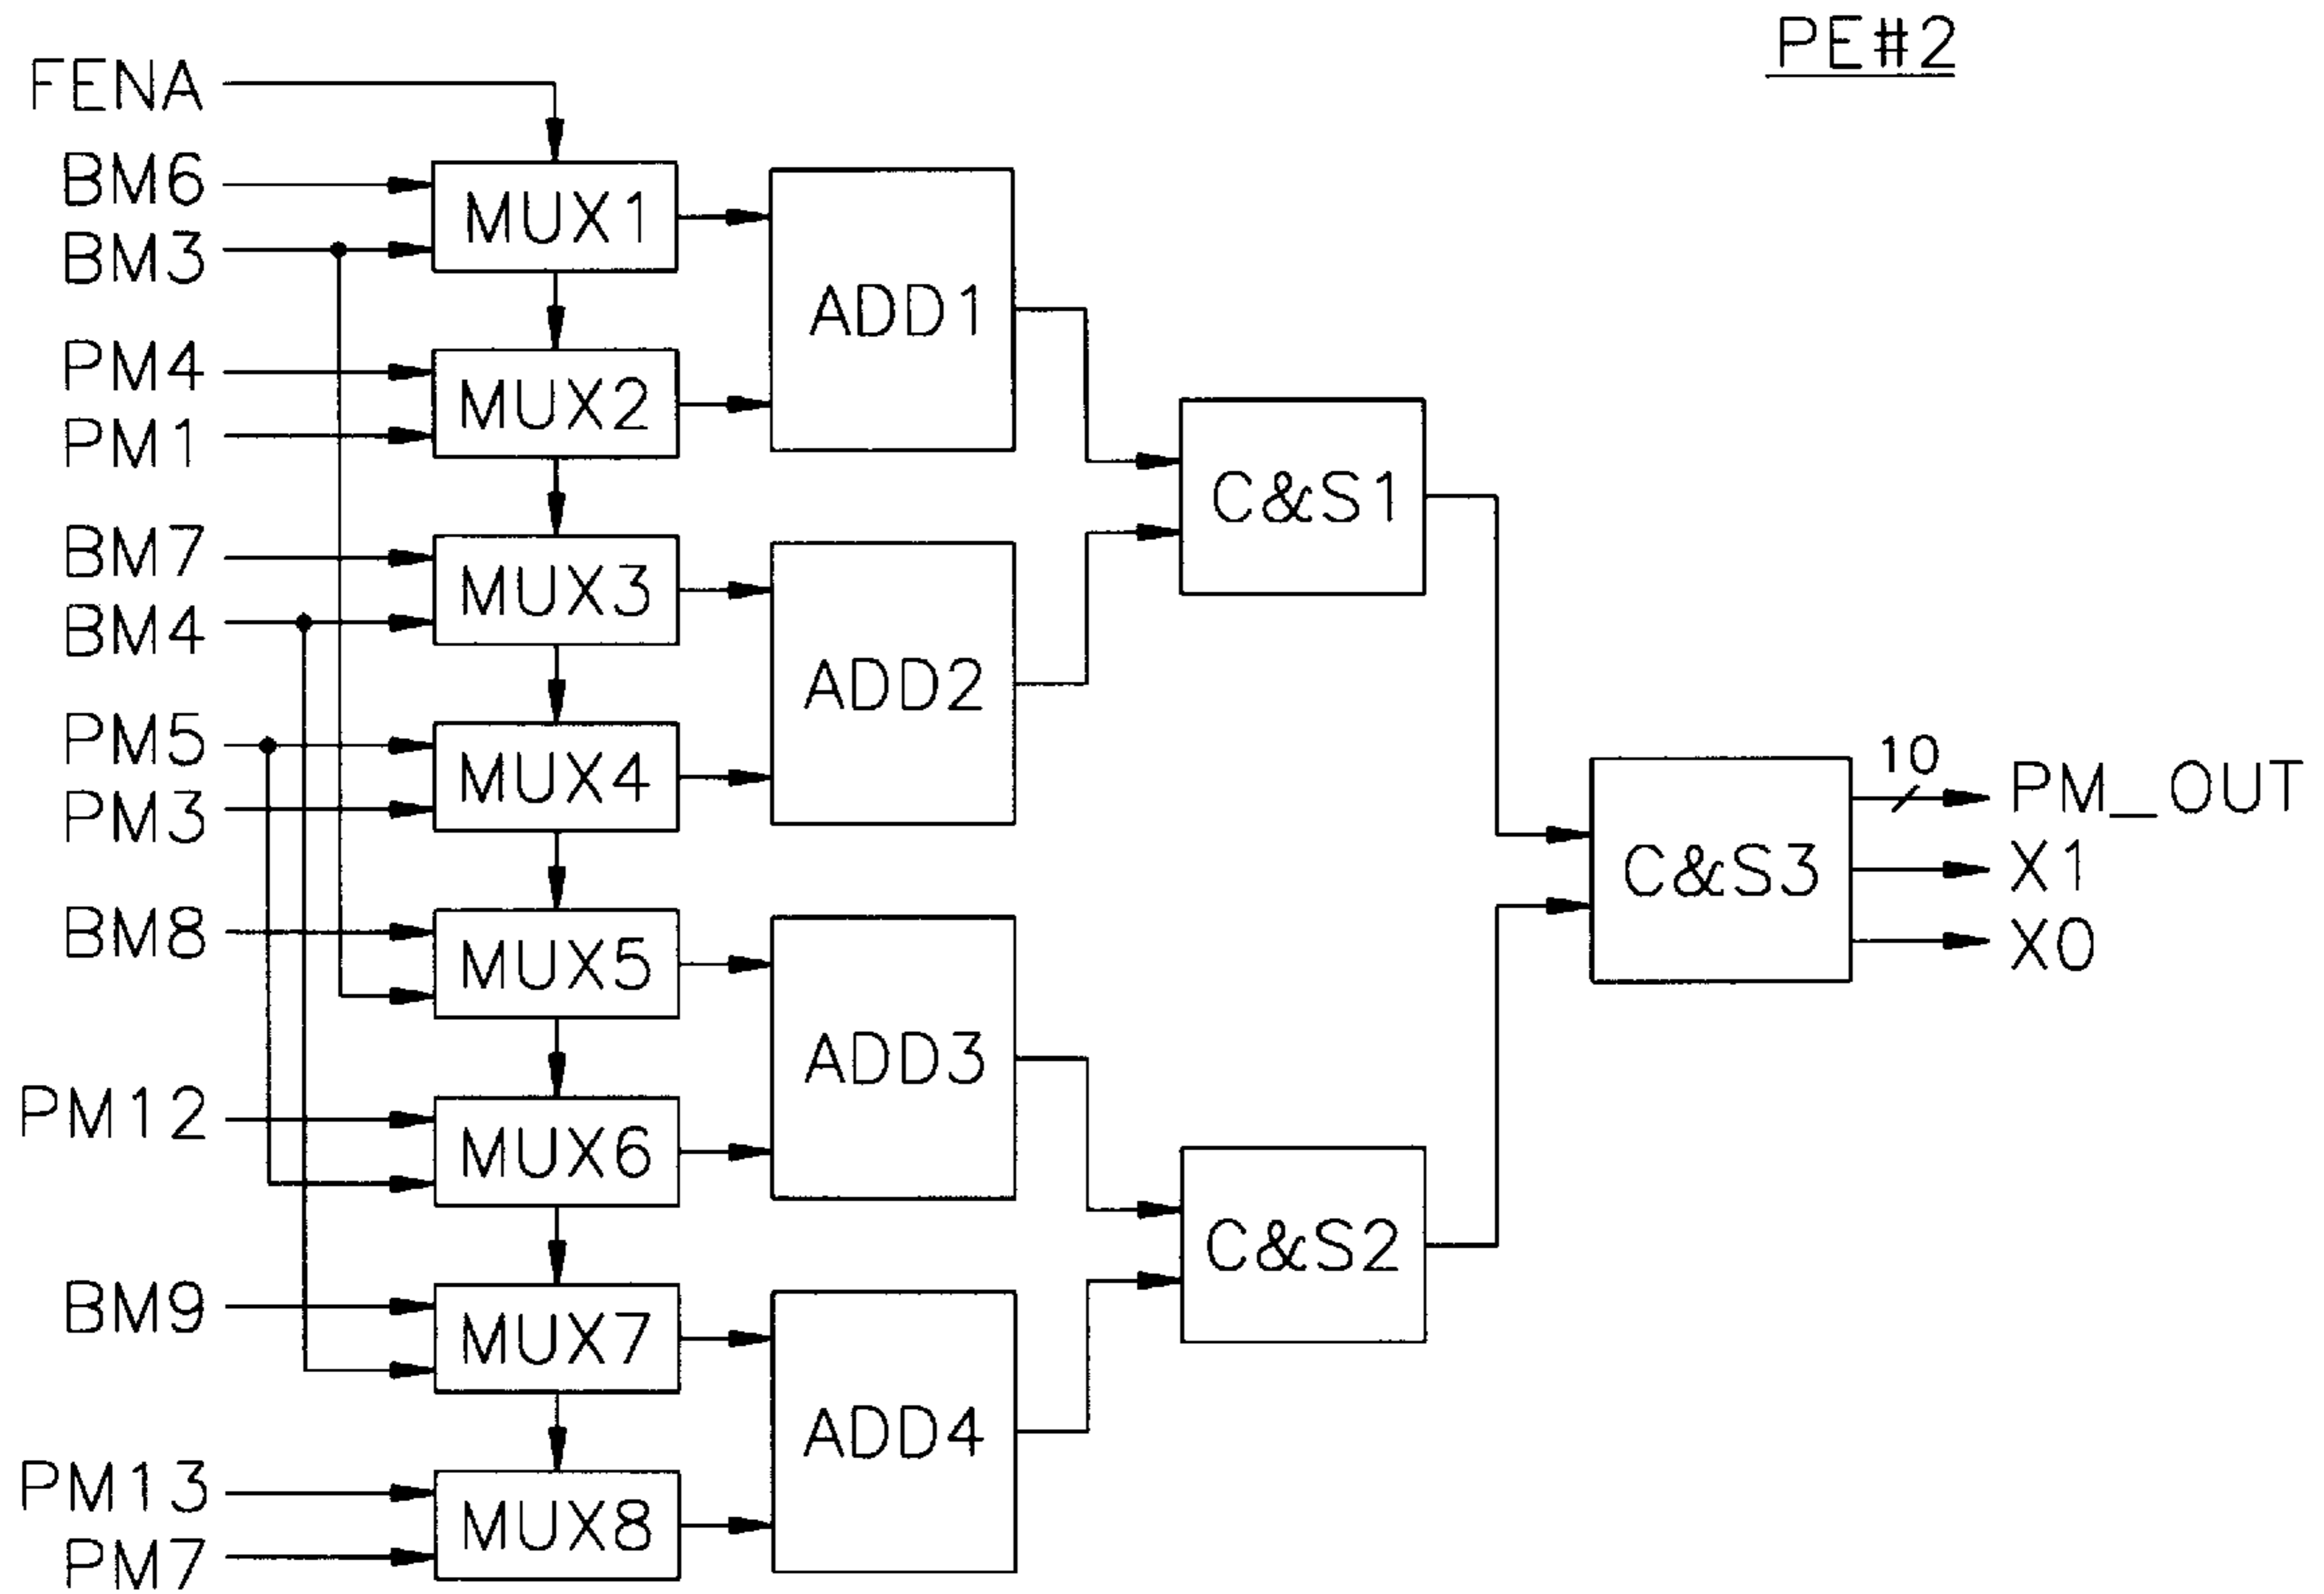 PE#2
FENA
BM6
BM3
MUX1
ADD1
PM4
PM1
MUX2
C&S1
BM7
BM4
MUX3
ADD2
PM5
PM3
MUX4
10
PM_OUT
C&S3
X1
X0
BM8
MUX5
ADD3
PM12
MUX6
C&S2
BM9
MUX7
ADD4
PM13
PM7
MUX8